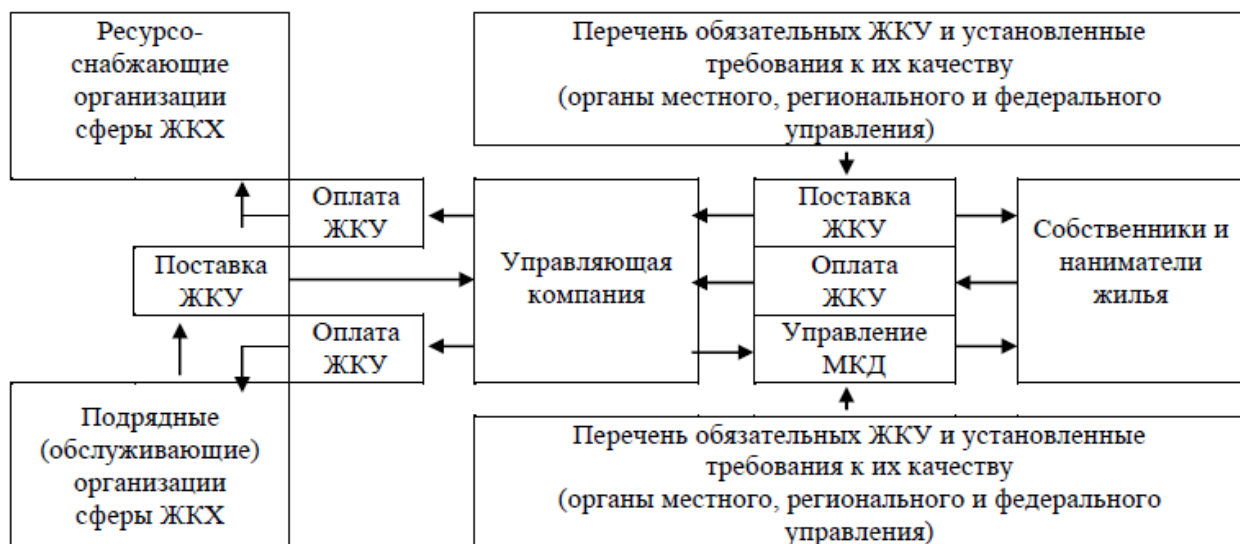 Ресурсо-
снабжающие
организации
сферы ЖКХ
Перечень обязательных ЖКУ и установленные
требования к их качеству
(органы местного, регионального и федерального
управления)
Оплата
ЖКУ
Поставка
ЖКУ
Оплата
ЖКУ
Управляющая
компания
Поставка
ЖКУ
Оплата
ЖКУ
Управление
МКД
Собственники и
наниматели
жилья
Подрядные
(обслуживающие)
организации
сферы ЖКХ
Перечень обязательных ЖКУ и установленные
требования к их качеству
(органы местного, регионального и федерального
управления)